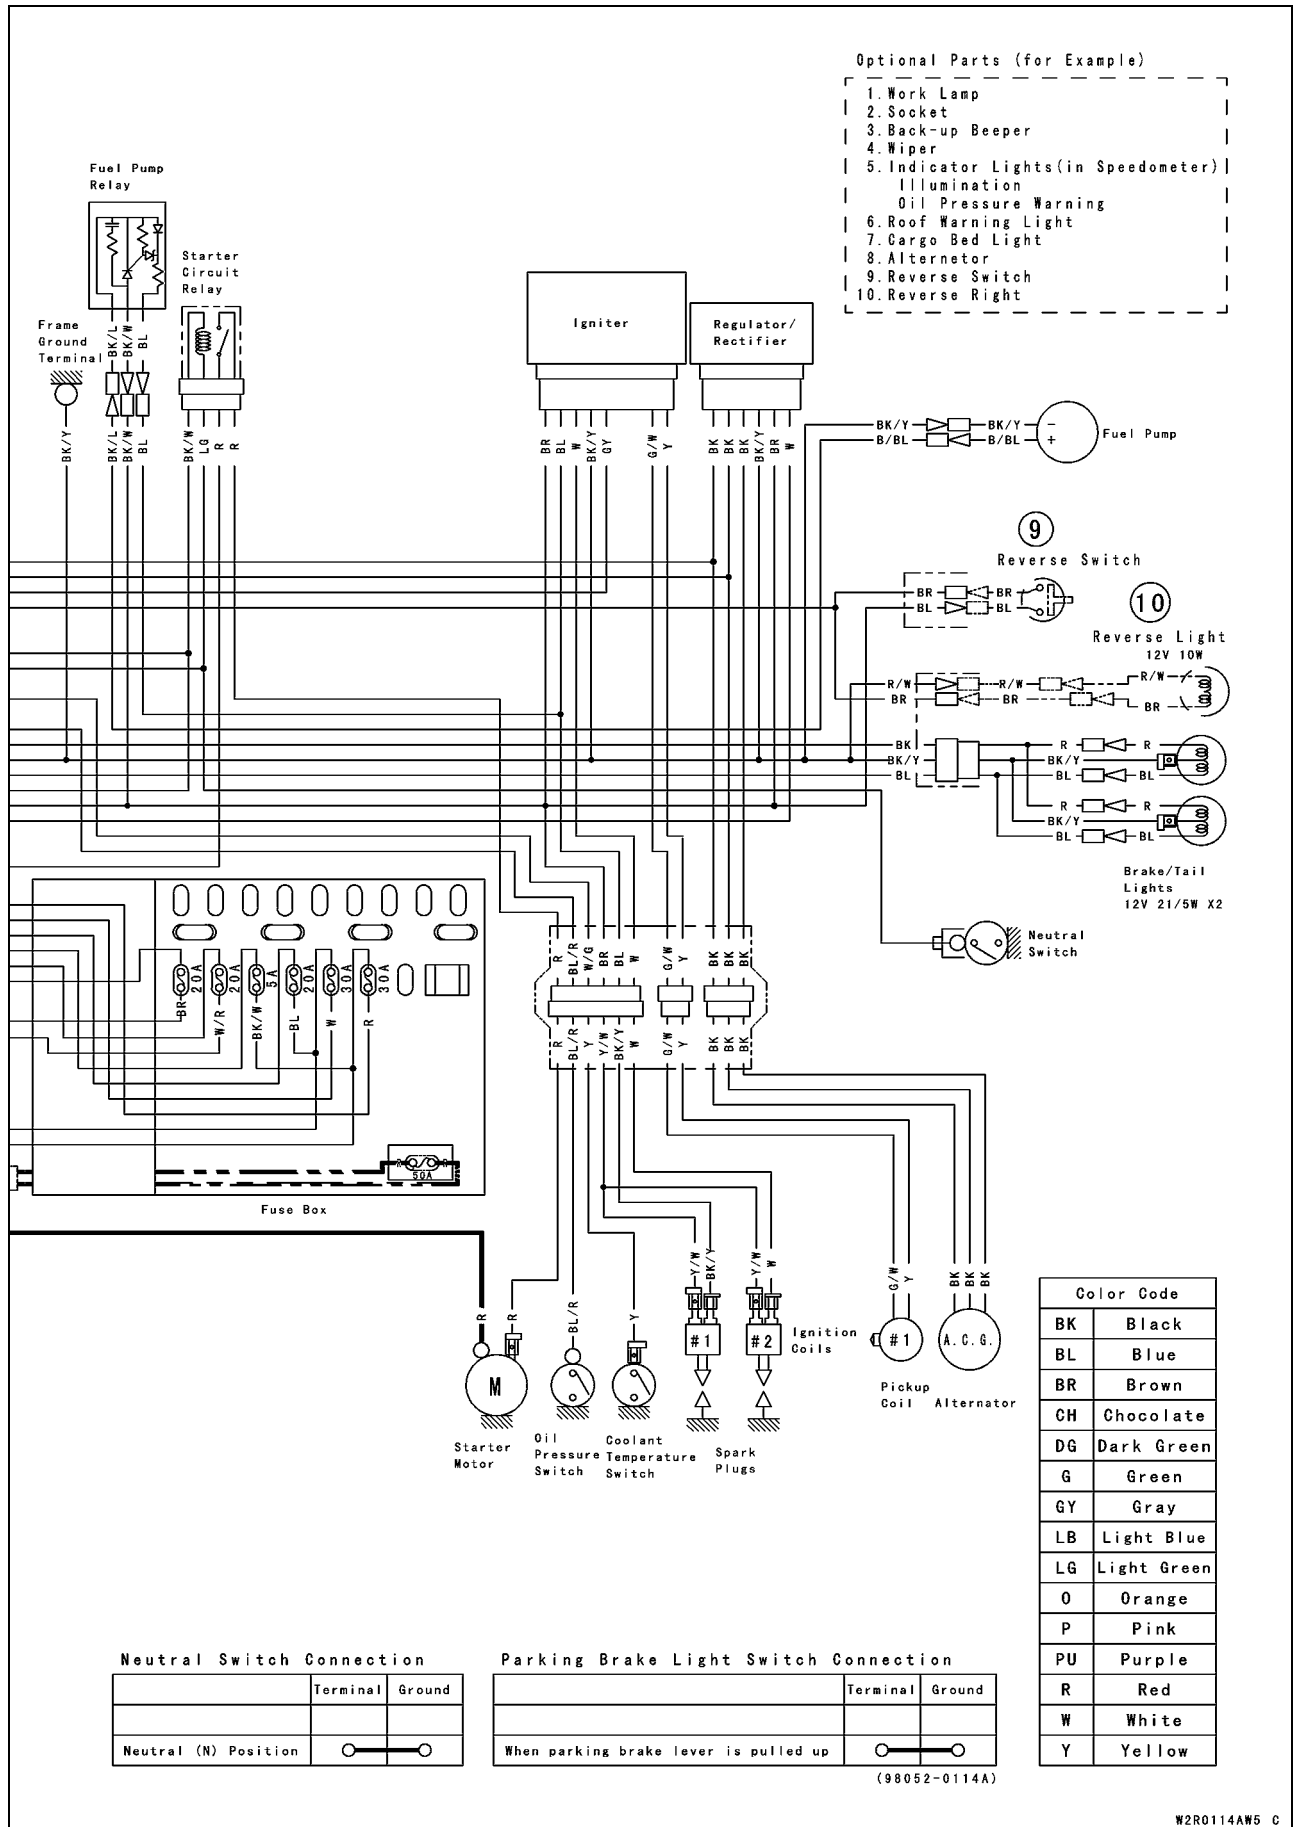 Optional Parts (for Example)
1.Work Lamp
2.Socket
3.Back-up Beeper
4.Wiper
5.Indicator Lights(in Speedometer)
Illumination
Oil Pressure Warning
6.Roof Warning Light
7.Cargo Bed Light
8.Alternetor
9.Reverse Switch
10.Reverse Right
Fuel Pump
Relay
Starter
Circuit
Relay
Frame
Ground
Terminal
BK/L BK/W BL
Igniter
Regulator/
Rectifier
BK/Y
BK/L BK/W BL
BK/W LG R R
BR BL W BK/Y GY
G/W Y
BK BK BK BK/Y BR W
BK/Y BK/Y −
B/BL B/BL +
Fuel Pump
9
Reverse Switch
BR BR
BL BL
10
Reverse Light
12V 10W
R/W R/W R/W
BR BR BR
BK R R
BK/Y BK/Y
BL BL BL
R R
BK/Y
BL BL
Brake/Tail
Lights
12V 21/5W X2
Neutral
Switch
20A 20A 5A 20A 30A 30A
BR W/R BK/W BL W R
50A
Fuse Box
R BL/R W/G BR BL W G/W Y BK BK BK
R BL/R Y Y/W BK/Y W G/W Y BK BK BK
R R BL/R Y Y/W BK/Y Y/W W G/W Y BK BK BK
M
#1
#2
Ignition
Coils
#1
A.C.G.
Pickup
Coil
Alternator
Starter
Motor
Oil
Pressure
Switch
Coolant
Temperature
Switch
Spark
Plugs
Color Code
BK Black
BL Blue
BR Brown
CH Chocolate
DG Dark Green
G Green
GY Gray
LB Light Blue
LG Light Green
O Orange
P Pink
PU Purple
R Red
W White
Y Yellow
Neutral Switch Connection
Terminal Ground
Neutral (N) Position
Parking Brake Light Switch Connection
Terminal Ground
When parking brake lever is pulled up
(98052-0114A)
W2R0114AW5 C